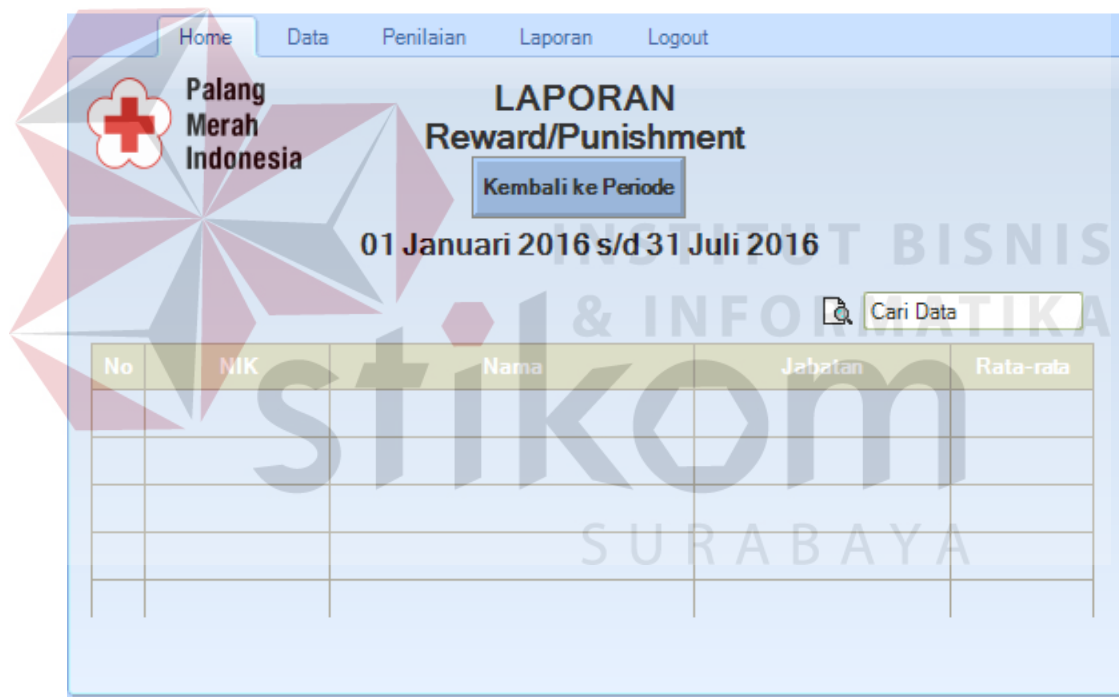 Home Data Penilaian Laporan Logout
Palang
Merah
Indonesia
LAPORAN
Reward/Punishment
Kembali ke Periode
01 Januari 2016 s/d 31 Juli 2016
INSTITUT BISNIS
& INFORMATIKA
Cari Data
No NIK Nama Jabatan Rata-rata
stikom
SURABAYA